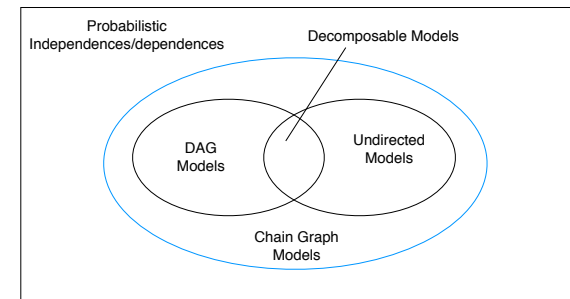 Probabilistic
Independences/dependences
Decomposable Models
DAG
Models
Undirected
Models
Chain Graph
Models